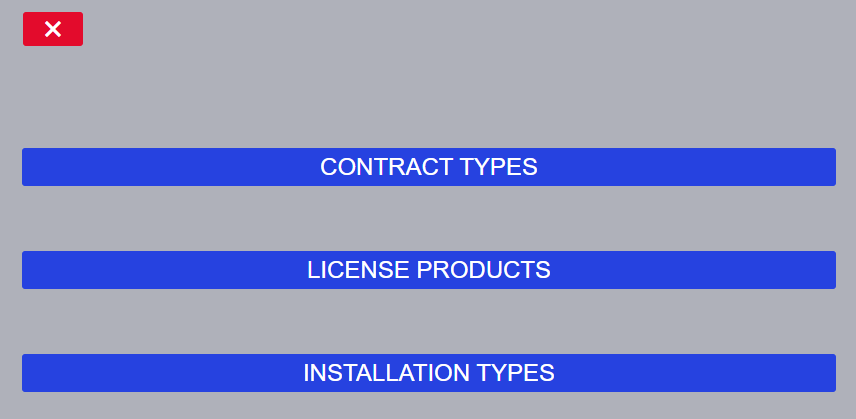 CONTRACT TYPES
LICENSE PRODUCTS
INSTALLATION TYPES